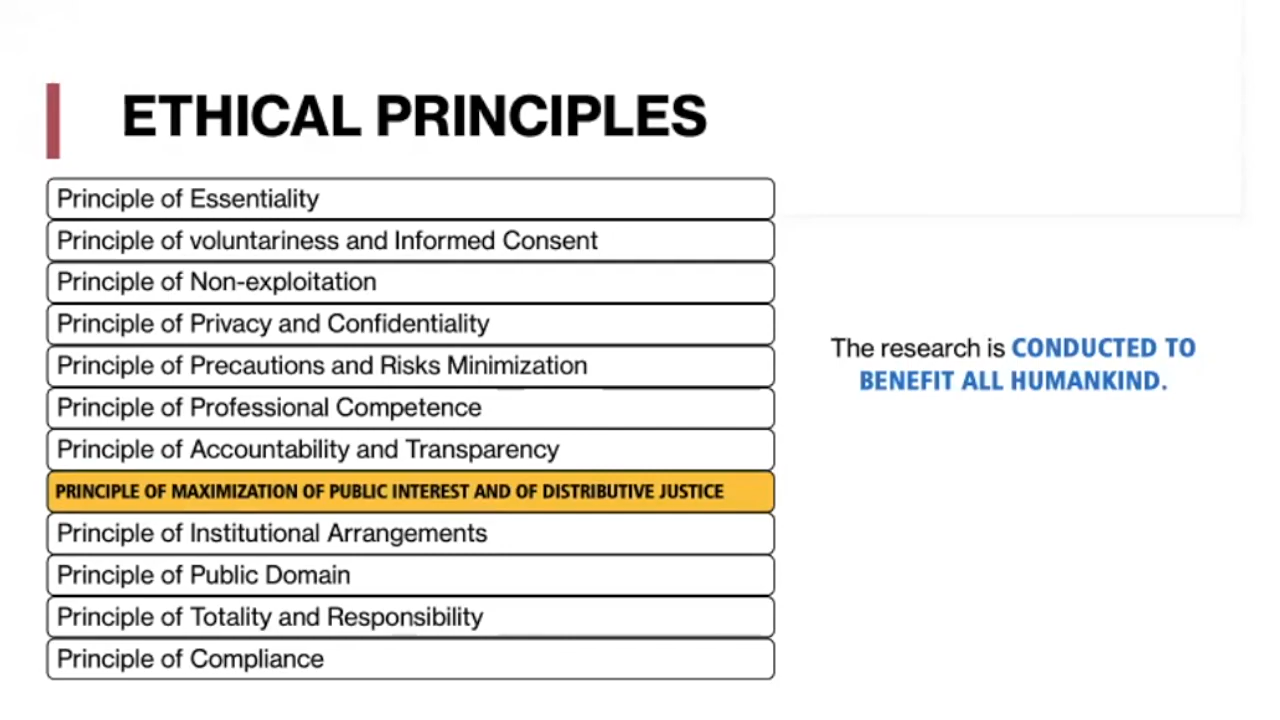 ETHICAL PRINCIPLES
Principle of Essentiality
Principle of voluntariness and Informed Consent
Principle of Non-exploitation
Principle of Privacy and Confidentiality
Principle of Precautions and Risks Minimization
Principle of Professional Competence
Principle of Accountability and Transparency
PRINCIPLE OF MAXIMIZATION OF PUBLIC INTEREST AND OF DISTRIBUTIVE JUSTICE
Principle of Institutional Arrangements
Principle of Public Domain
Principle of Totality and Responsibility
Principle of Compliance
The research is CONDUCTED TO
BENEFIT ALL HUMANKIND.